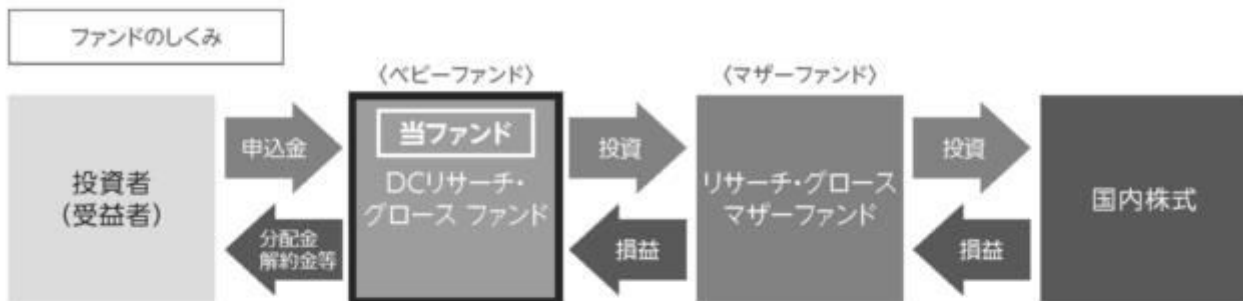 ファンドのしくみ
〈ベビーファンド〉
〈マザーファンド〉
投資者
(受益者)
申込金
分配金
解約金等
当ファンド
DCリサーチ・
グロース ファンド
投資
損益
リサーチ・グロース
マザーファンド
投資
損益
国内株式